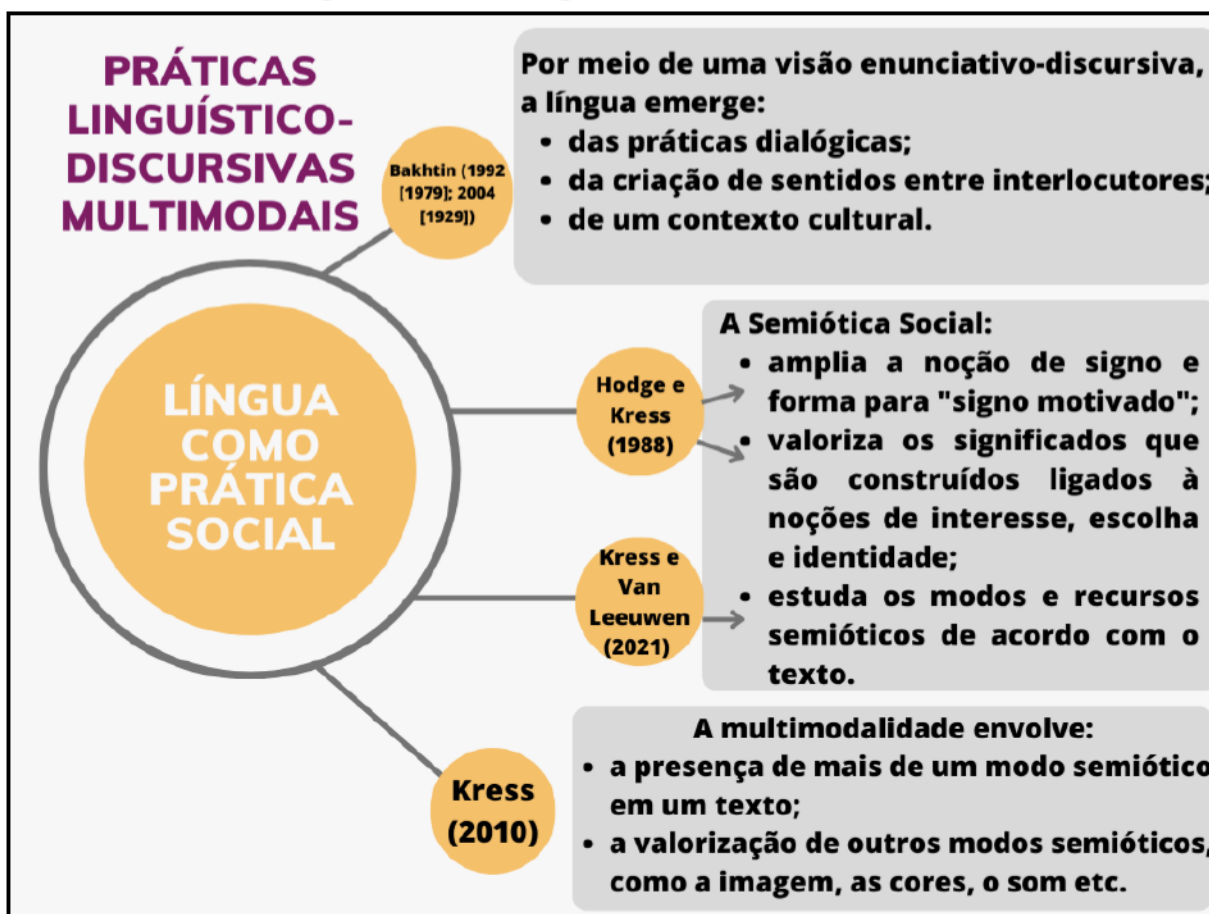 PRÁTICAS
LINGUÍSTICO-
DISCURSIVAS
MULTIMODAIS
Bakhtin (1992
[1979]; 2004
[1929])
Por meio de uma visão enunciativo-discursiva,
a língua emerge:
• das práticas dialógicas;
• da criação de sentidos entre interlocutores;
• de um contexto cultural.
LÍNGUA
COMO
PRÁTICA
SOCIAL
Hodge e
Kress
(1988)
A Semiótica Social:
• amplia a noção de signo e
forma para "signo motivado";
• valoriza os significados que
são construídos ligados à
noções de interesse, escolha
e identidade;
• estuda os modos e recursos
semióticos de acordo com o
texto.
Kress e
Van
Leeuwen
(2021)
Kress
(2010)
A multimodalidade envolve:
• a presença de mais de um modo semiótico
em um texto;
• a valorização de outros modos semióticos,
como a imagem, as cores, o som etc.